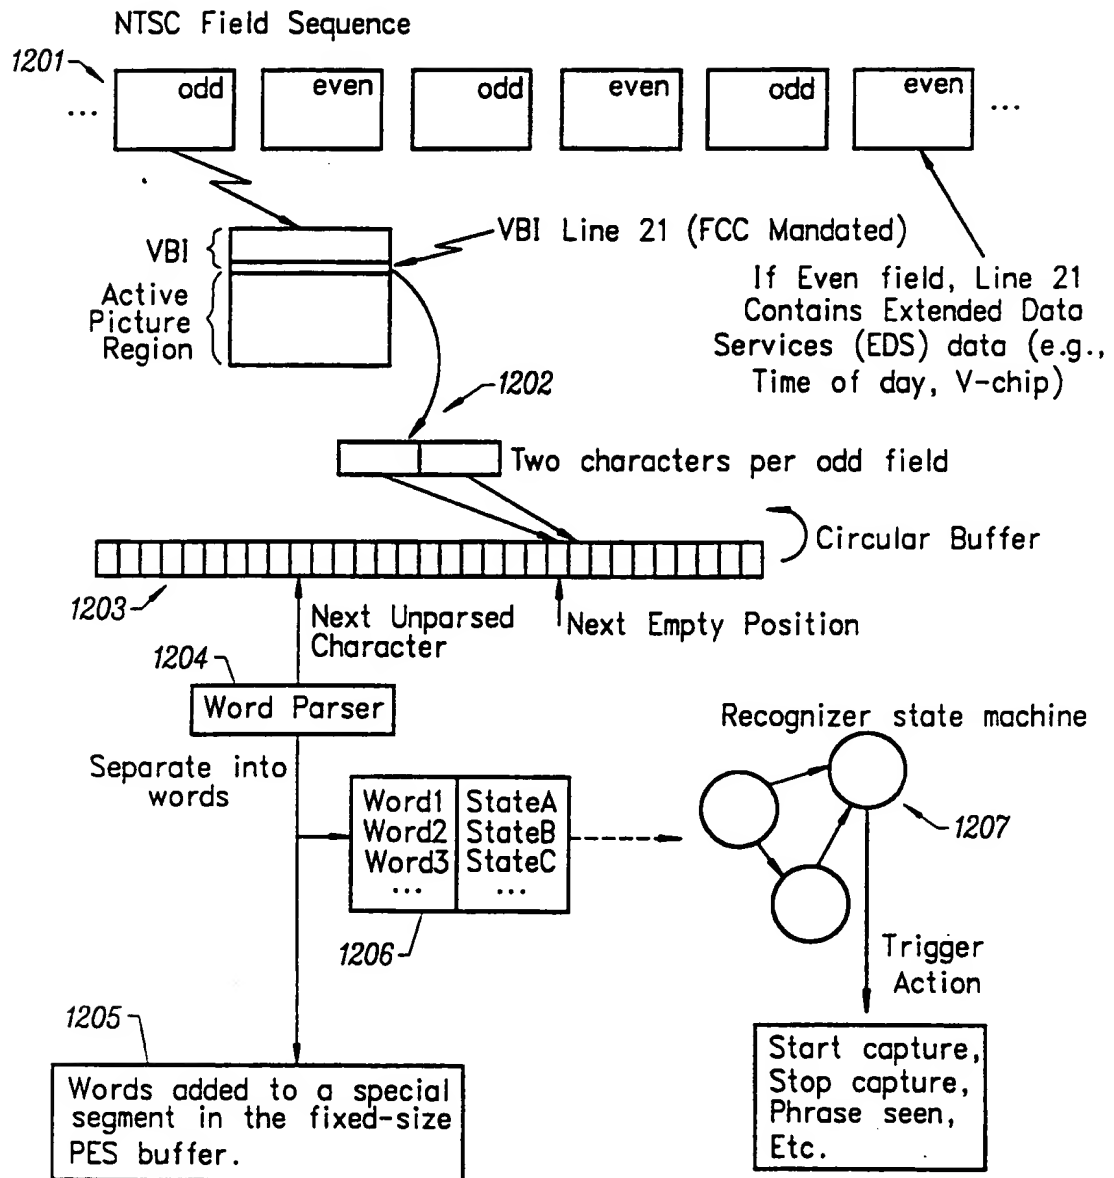 NTSC Field Sequence
1201
... odd even odd even odd even ...
VBI
VBI Line 21 (FCC Mandated)
Active
Picture
Region
If Even field, Line 21
Contains Extended Data
Services (EDS) data (e.g.,
Time of day, V-chip)
1202
Two characters per odd field
Circular Buffer
1203
Next Unparsed
Character
Next Empty Position
1204
Word Parser
Separate into
words
Word1 StateA
Word2 StateB
Word3 StateC
... ...
1206
Recognizer state machine
1207
Trigger
Action
1205
Words added to a special
segment in the fixed-size
PES buffer.
Start capture,
Stop capture,
Phrase seen,
Etc.